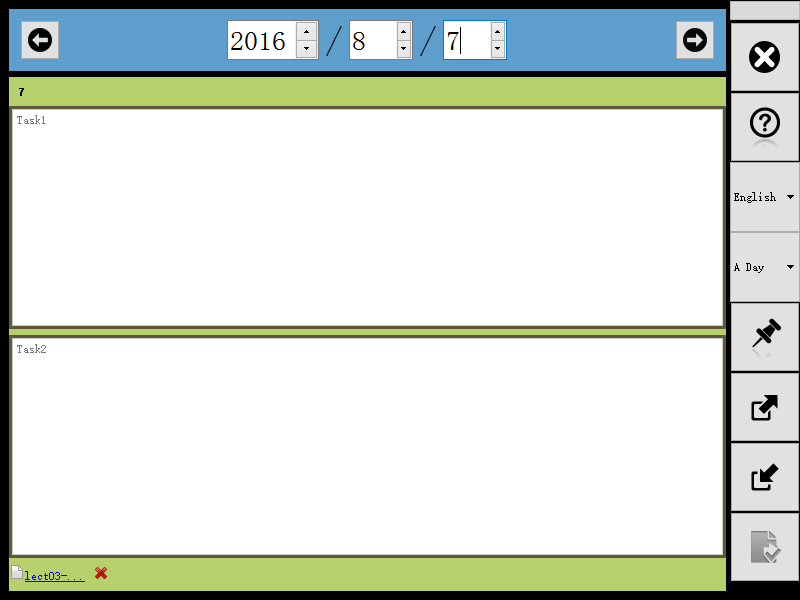 2016 / 8 / 7
7
Task1
Task2
lect03-...
English
A Day